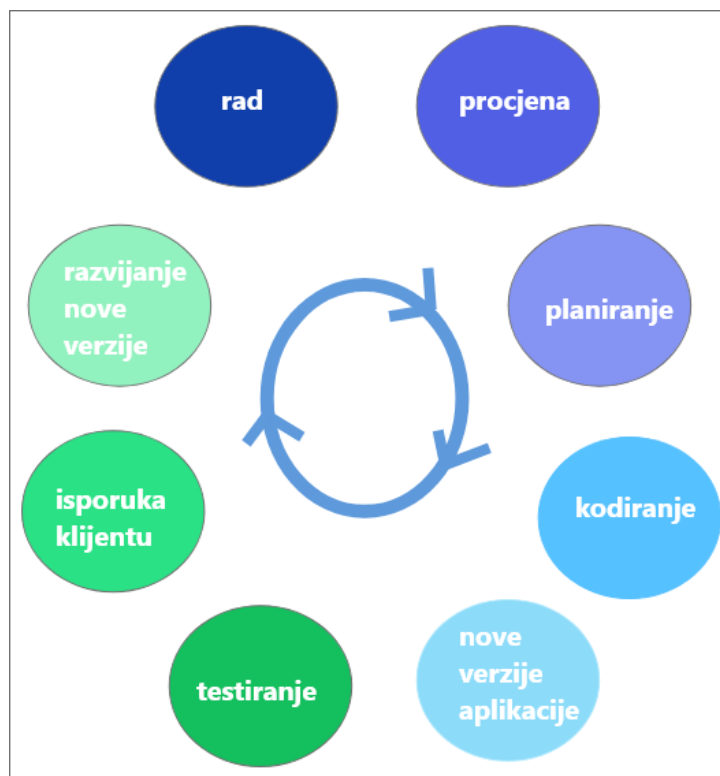 rad
procjena
razvijanje
nove
verzije
planiranje
isporuka
klijentu
kodiranje
testiranje
nove
verzije
aplikacije